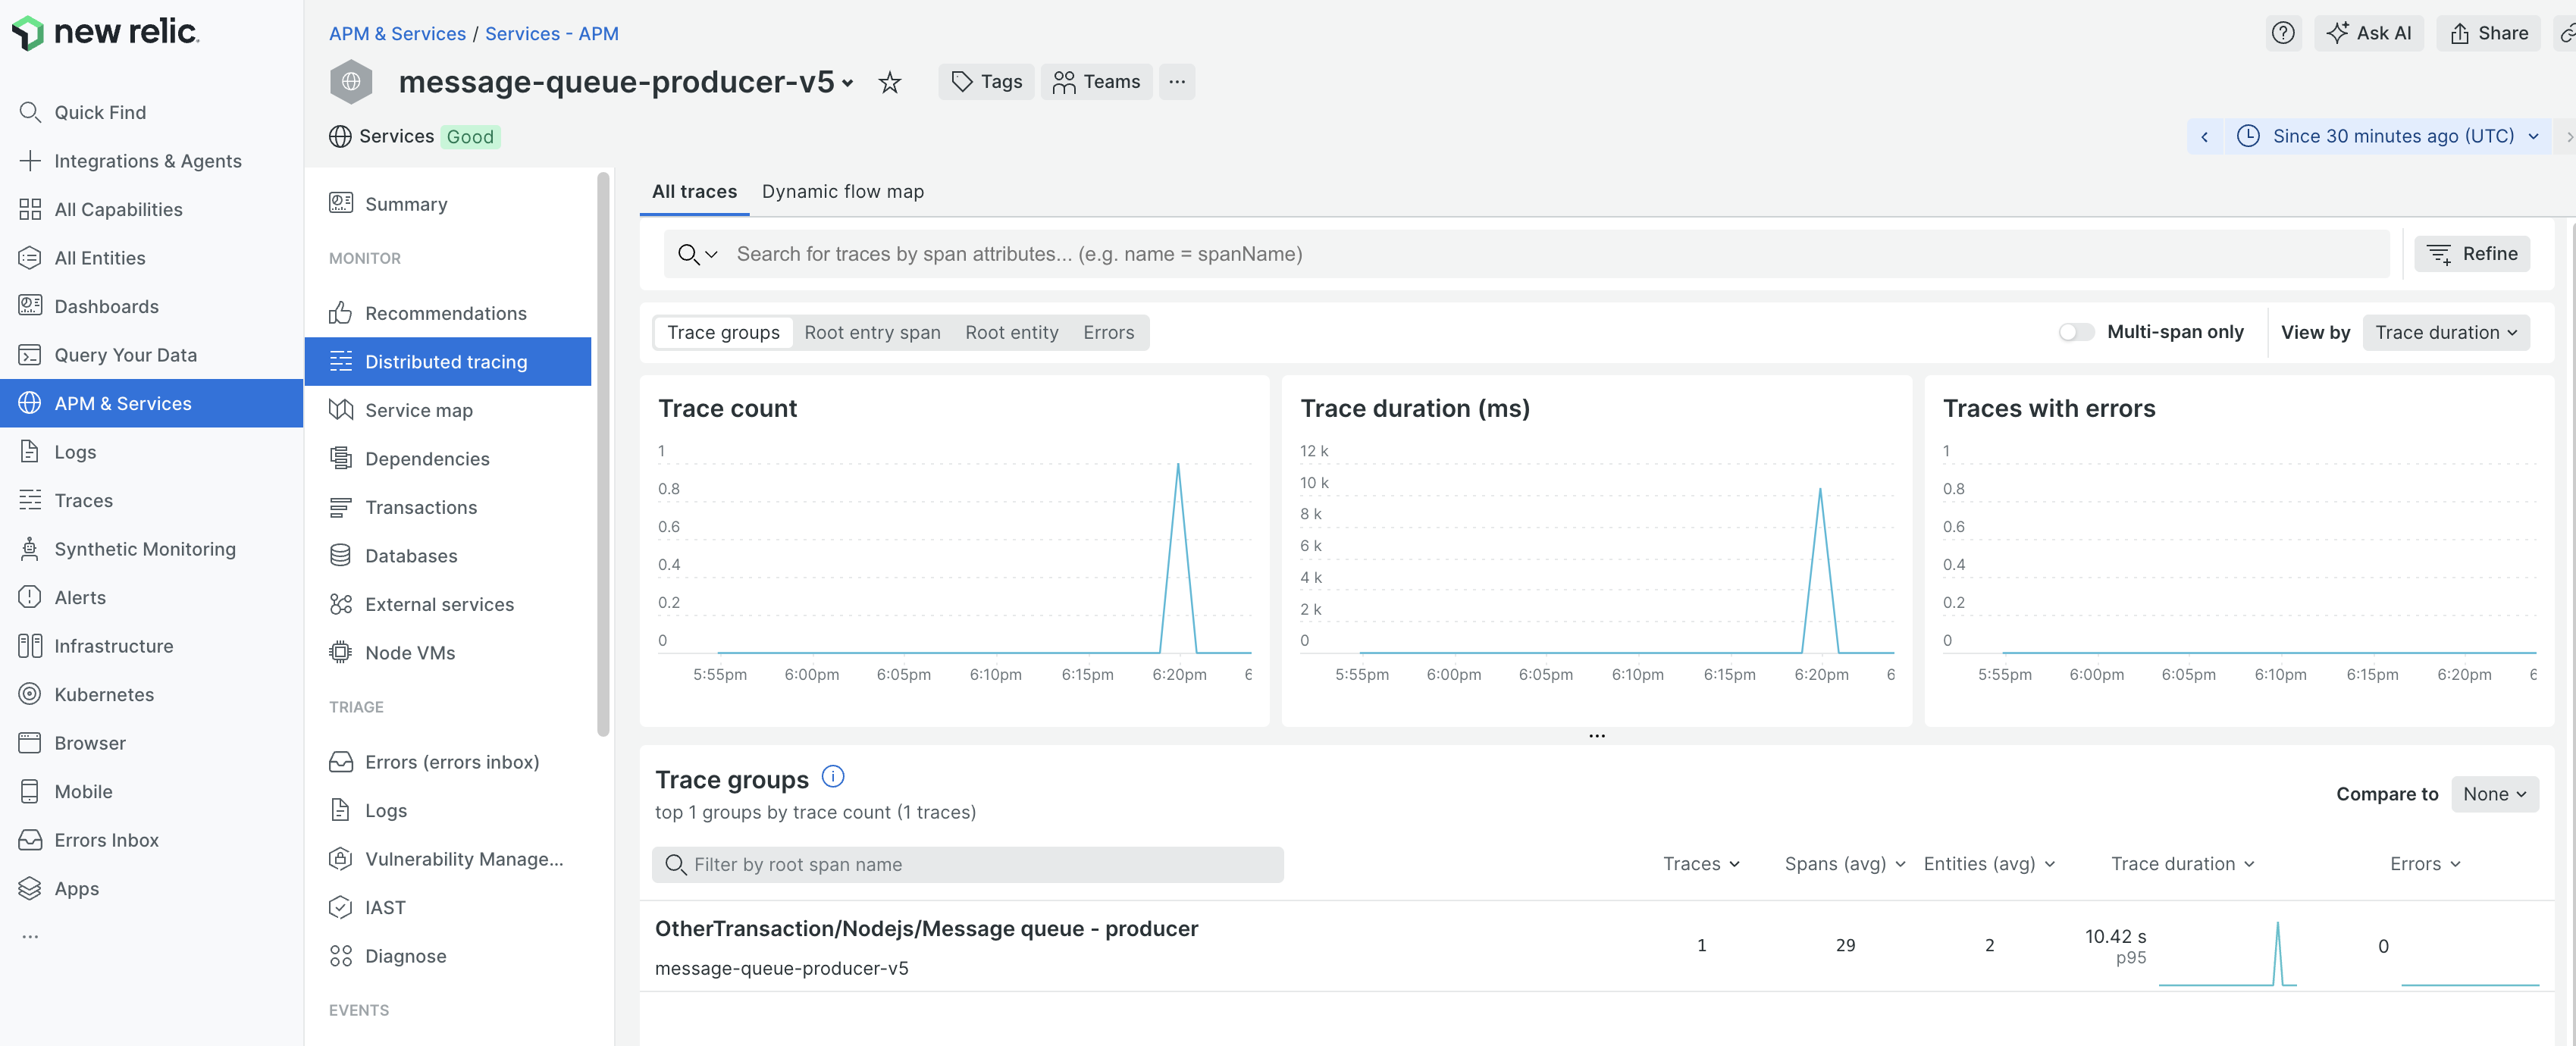 new relic
Quick Find
Integrations & Agents
All Capabilities
All Entities
Dashboards
Query Your Data
APM & Services
Logs
Traces
Synthetic Monitoring
Alerts
Infrastructure
Kubernetes
Browser
Mobile
Errors Inbox
Apps
...
APM & Services / Services - APM
Ask AI
Share
message-queue-producer-v5
Tags
Teams
...
Services Good
Since 30 minutes ago (UTC)
Summary
MONITOR
Recommendations
Distributed tracing
Service map
Dependencies
Transactions
Databases
External services
Node VMs
TRIAGE
Errors (errors inbox)
Logs
Vulnerability Manage...
IAST
Diagnose
EVENTS
All traces Dynamic flow map
Search for traces by span attributes... (e.g. name = spanName)
Refine
Trace groups Root entry span Root entity Errors
Multi-span only
View by Trace duration
Trace count
1
0.8
0.6
0.4
0.2
0
5:55pm 6:00pm 6:05pm 6:10pm 6:15pm 6:20pm 6
Trace duration (ms)
12 k
10 k
8 k
6 k
4 k
2 k
0
5:55pm 6:00pm 6:05pm 6:10pm 6:15pm 6:20pm 6
Traces with errors
1
0.8
0.6
0.4
0.2
0
5:55pm 6:00pm 6:05pm 6:10pm 6:15pm 6:20pm 6
...
Trace groups
top 1 groups by trace count (1 traces)
Compare to None
Filter by root span name
Traces Spans (avg) Entities (avg) Trace duration Errors
OtherTransaction/Nodejs/Message queue - producer
message-queue-producer-v5
1 29 2 10.42 s 0
p95